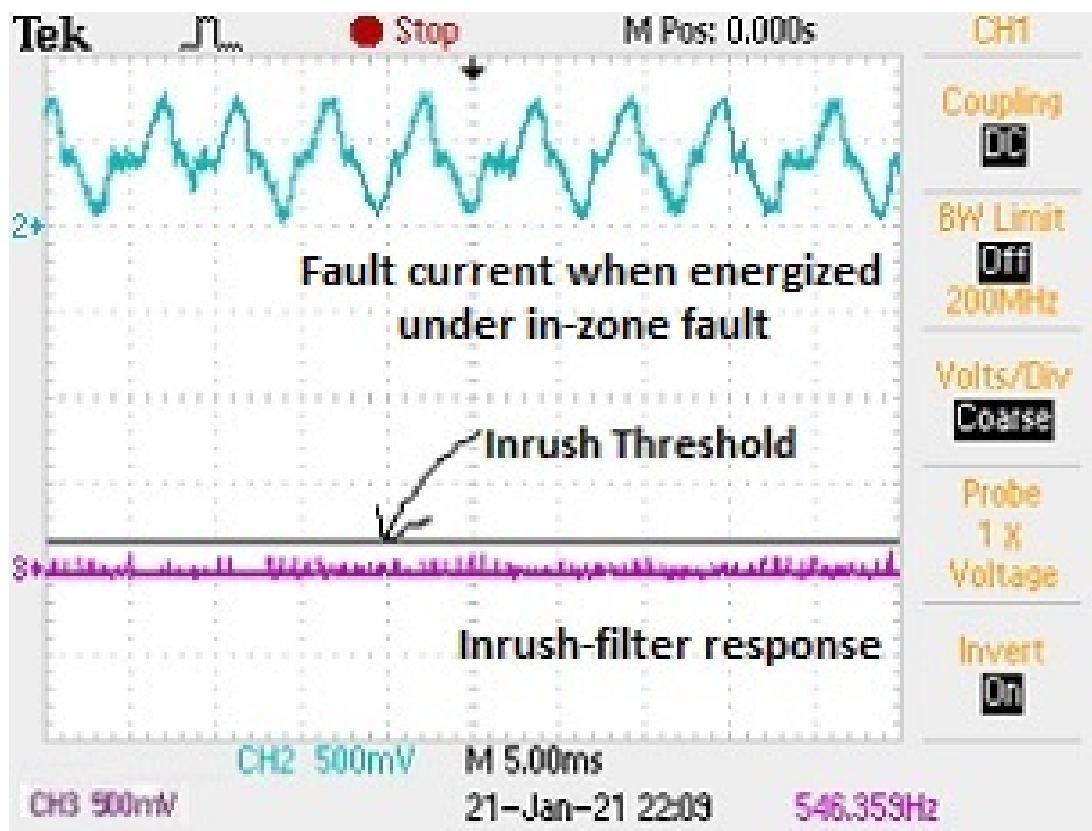 Tek Stop M Pos: 0.000s CH1
Coupling
DC
BW Limit
Off
200MHz
Volts/Div
Coarse
Probe
1 X
Voltage
Invert
On
2
Fault current when energized
under in-zone fault
Inrush Threshold
3
Inrush-filter response
CH2 500mV M 5.00ms
CH3 500mV 21-Jan-21 22:09 546.359Hz